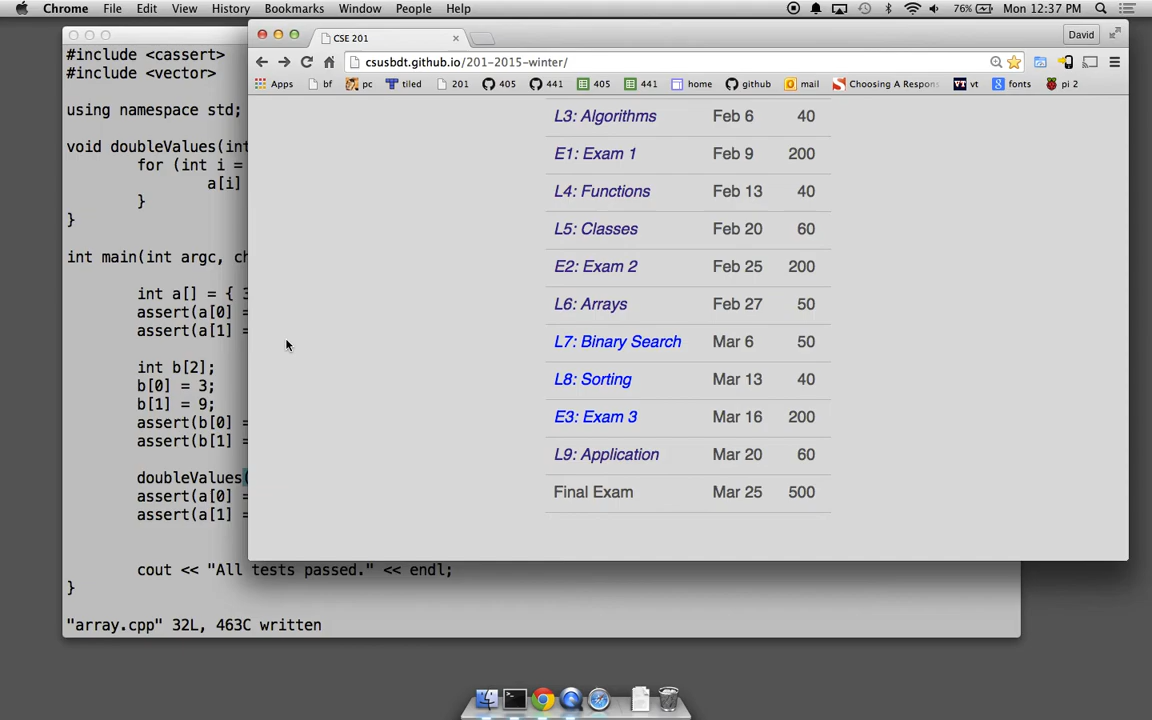 Chrome File Edit View History Bookmarks Window People Help 76% Mon 12:37 PM
CSE 201 David
csusbdt.github.io/201-2015-winter/
Apps bf pc tiled 201 405 441 405 441 home github mail Choosing A Respons vt fonts pi 2
L3: Algorithms Feb 6 40
E1: Exam 1 Feb 9 200
L4: Functions Feb 13 40
L5: Classes Feb 20 60
E2: Exam 2 Feb 25 200
L6: Arrays Feb 27 50
L7: Binary Search Mar 6 50
L8: Sorting Mar 13 40
E3: Exam 3 Mar 16 200
L9: Application Mar 20 60
Final Exam Mar 25 500
#include <cassert>
#include <vector>
using namespace std;
void doubleValues(int
for (int i =
a[i]
}
}
int main(int argc, ch
int a[] = { 3
assert(a[0] =
assert(a[1] =
int b[2];
b[0] = 3;
b[1] = 9;
assert(b[0] =
assert(b[1] =
doubleValues(
assert(a[0] =
assert(a[1] =
cout << "All tests passed." << endl;
}
"array.cpp" 32L, 463C written